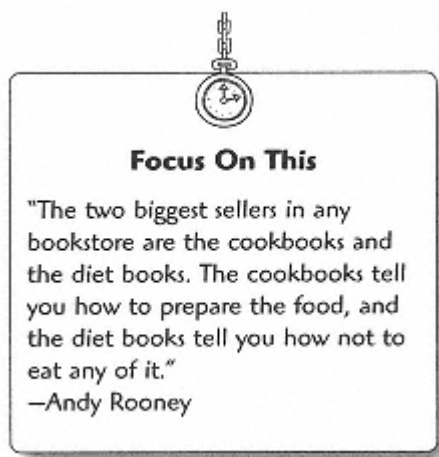 Focus On This
"The two biggest sellers in any
bookstore are the cookbooks and
the diet books. The cookbooks tell
you how to prepare the food, and
the diet books tell you how not to
eat any of it."
—Andy Rooney